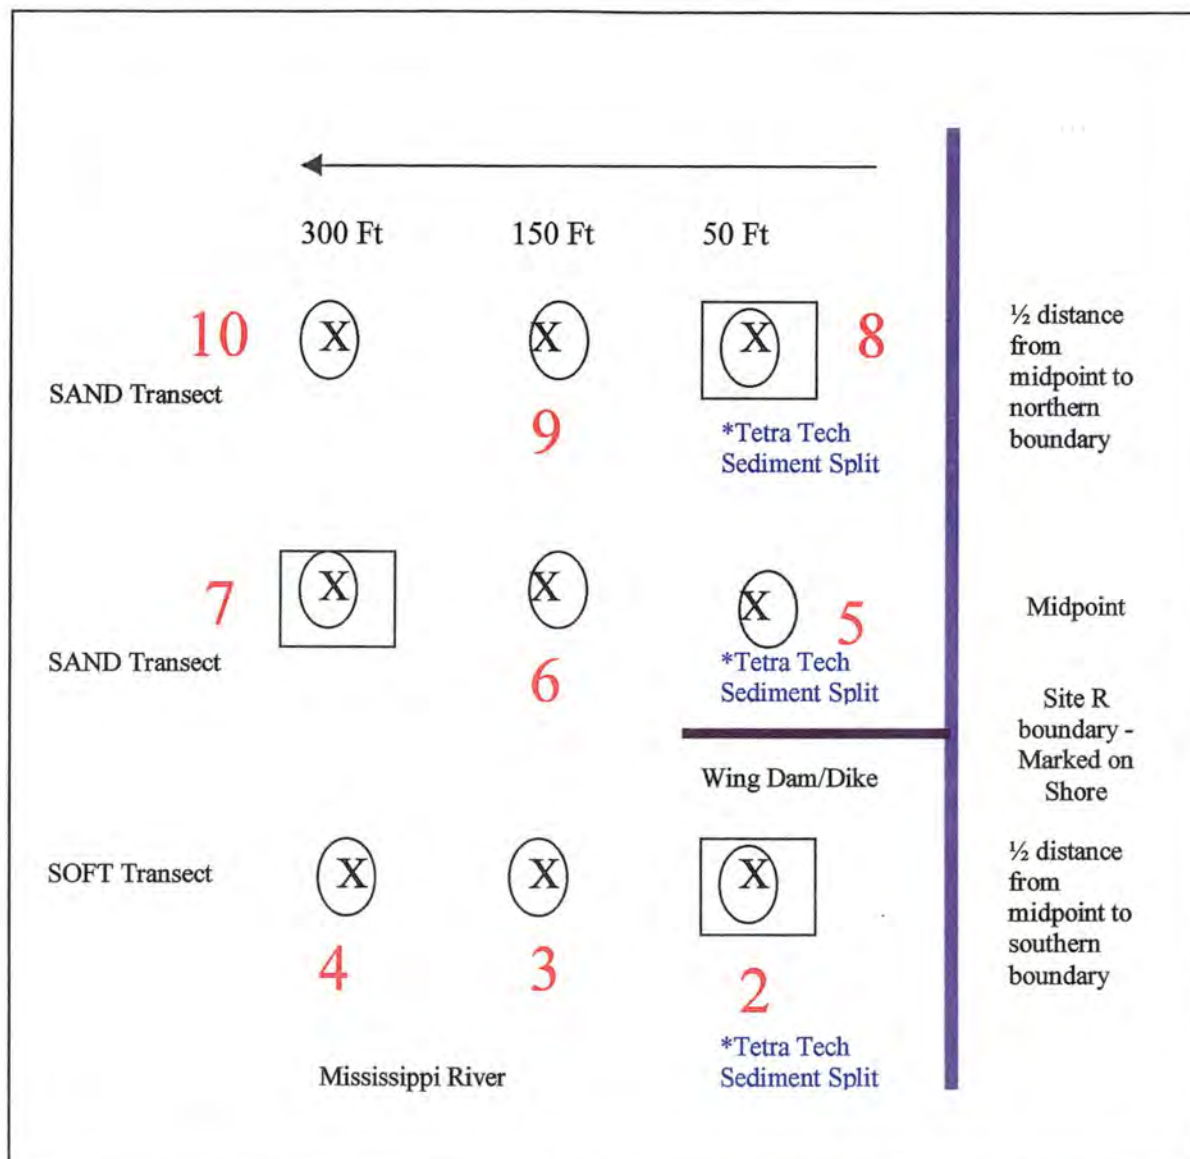 300 Ft
150 Ft
50 Ft
10
X
X
X
8
½ distance
from
midpoint to
northern
boundary
SAND Transect
9
*Tetra Tech
Sediment Split
7
X
X
X
5
Midpoint
SAND Transect
6
*Tetra Tech
Sediment Split
Site R
boundary -
Marked on
Shore
Wing Dam/Dike
SOFT Transect
X
X
X
½ distance
from
midpoint to
southern
boundary
4
3
2
*Tetra Tech
Sediment Split
Mississippi River